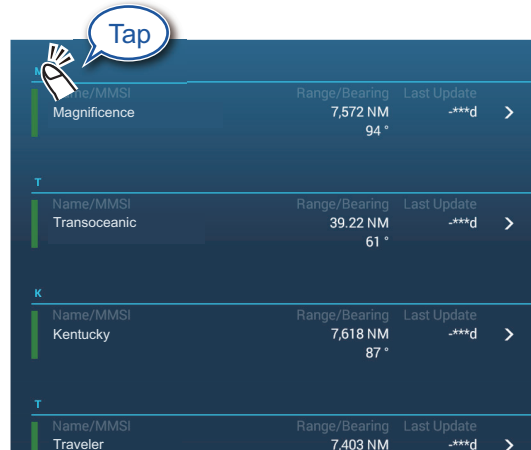 Tap
M
me/MMSI Range/Bearing Last Update
Magnificence 7,572 NM -***d >
94 °
T
Name/MMSI Range/Bearing Last Update
Transoceanic 39.22 NM -***d >
61 °
K
Name/MMSI Range/Bearing Last Update
Kentucky 7,618 NM -***d >
87 °
T
Name/MMSI Range/Bearing Last Update
Traveler 7,403 NM -***d >